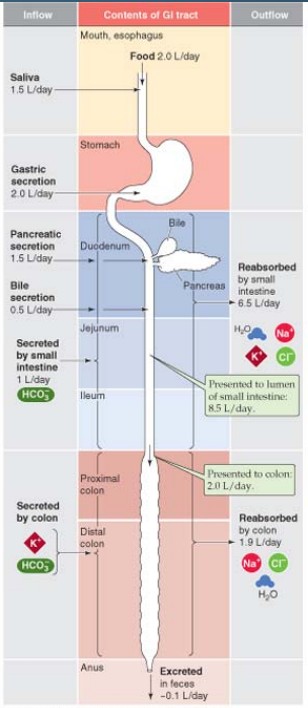 Inflow
Contents of GI tract
Outflow
Mouth, esophagus
Food 2.0 L/day
Saliva
1.5 L/day
Stomach
Gastric
secretion
2.0 L/day
Bile
Pancreatic
secretion
1.5 L/day
Duodenum
Pancreas
Bile
secretion
0.5 L/day
Reabsorbed
by small
intestine
6.5 L/day
Jejunum
H₂O
Na⁺
K⁺
Cl⁻
Secreted
by small
intestine
1 L/day
HCO₃⁻
Presented to lumen
of small intestine:
8.5 L/day.
Ileum
Presented to colon:
2.0 L/day.
Proximal
colon
Secreted
by colon
K⁺
HCO₃⁻
Distal
colon
Reabsorbed
by colon
1.9 L/day
Na⁺
Cl⁻
H₂O
Anus
Excreted
in feces
~0.1 L/day